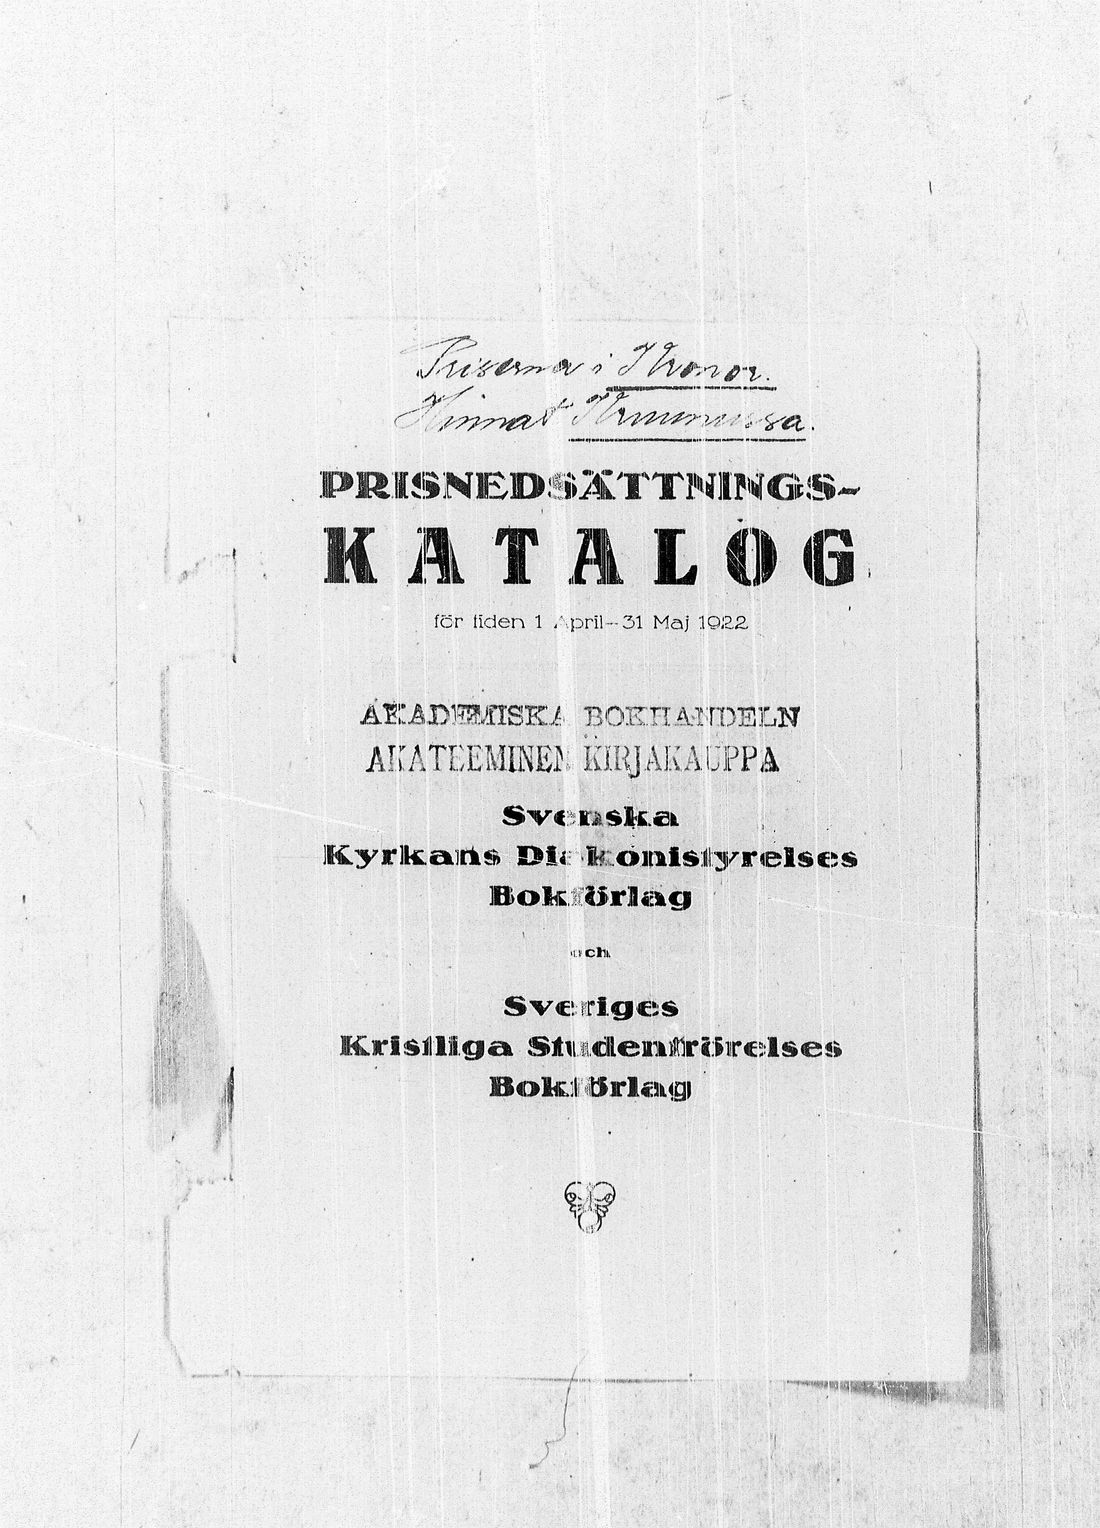 Priserna i Kronor.
Hinnat Kruunuissa.
PRISNEDSÄTTNINGS-
KATALOG
för tiden 1 April—31 Maj 1922
AKADEMISKA BOKHANDELN
AKATEEMINEN KIRJAKAUPPA
Svenska
Kyrkans Diakonistyrelses
Bokförlag
och
Sveriges
Kristliga Studentrörelses
Bokförlag